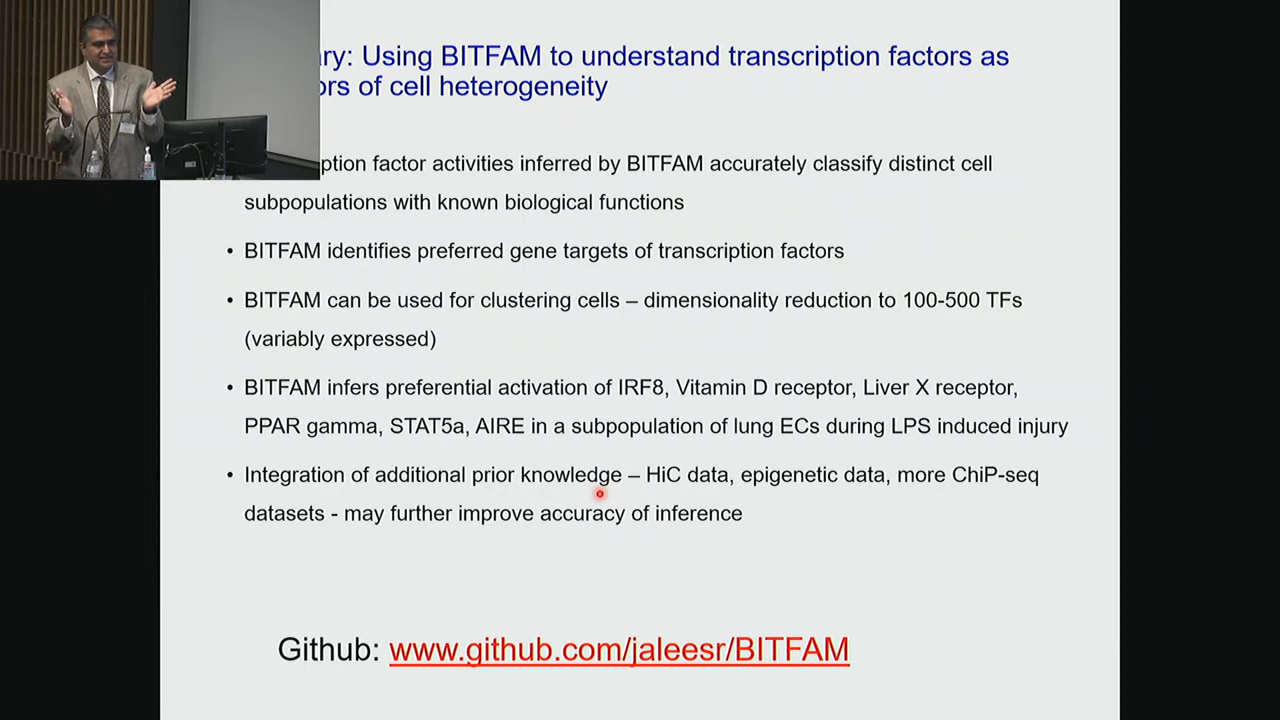 ry: Using BITFAM to understand transcription factors as
ors of cell heterogeneity
ption factor activities inferred by BITFAM accurately classify distinct cell
subpopulations with known biological functions
• BITFAM identifies preferred gene targets of transcription factors
• BITFAM can be used for clustering cells – dimensionality reduction to 100-500 TFs
(variably expressed)
• BITFAM infers preferential activation of IRF8, Vitamin D receptor, Liver X receptor,
PPAR gamma, STAT5a, AIRE in a subpopulation of lung ECs during LPS induced injury
• Integration of additional prior knowledge – HiC data, epigenetic data, more ChiP-seq
datasets - may further improve accuracy of inference
Github: www.github.com/jaleesr/BITFAM